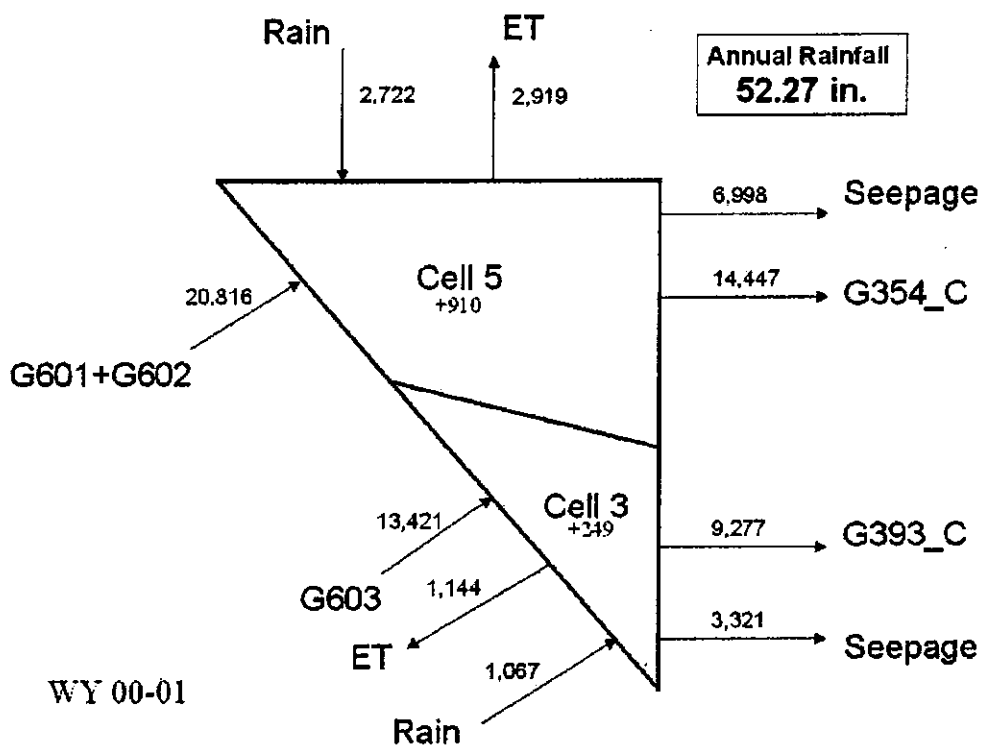 Rain
ET
Annual Rainfall
52.27 in.
2,722
2,919
6,998
Seepage
Cell 5
+910
14,447
G354_C
20,816
G601+G602
Cell 3
+349
13,421
9,277
G393_C
G603
1,144
ET
3,321
Seepage
1,067
WY 00-01
Rain